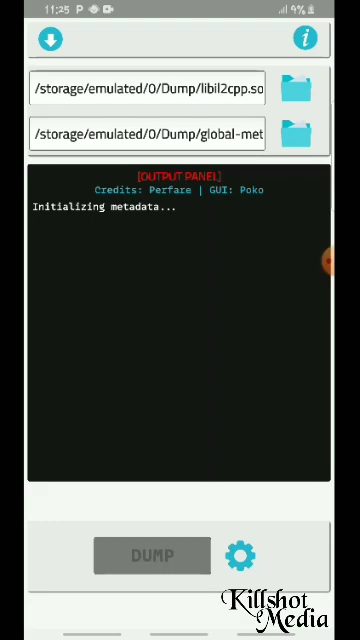 11:25 P 9%
i
/storage/emulated/0/Dump/libil2cpp.so
/storage/emulated/0/Dump/global-met
[OUTPUT PANEL]
Credits: Perfare | GUI: Poko
Initializing metadata...
DUMP
Killshot
Media